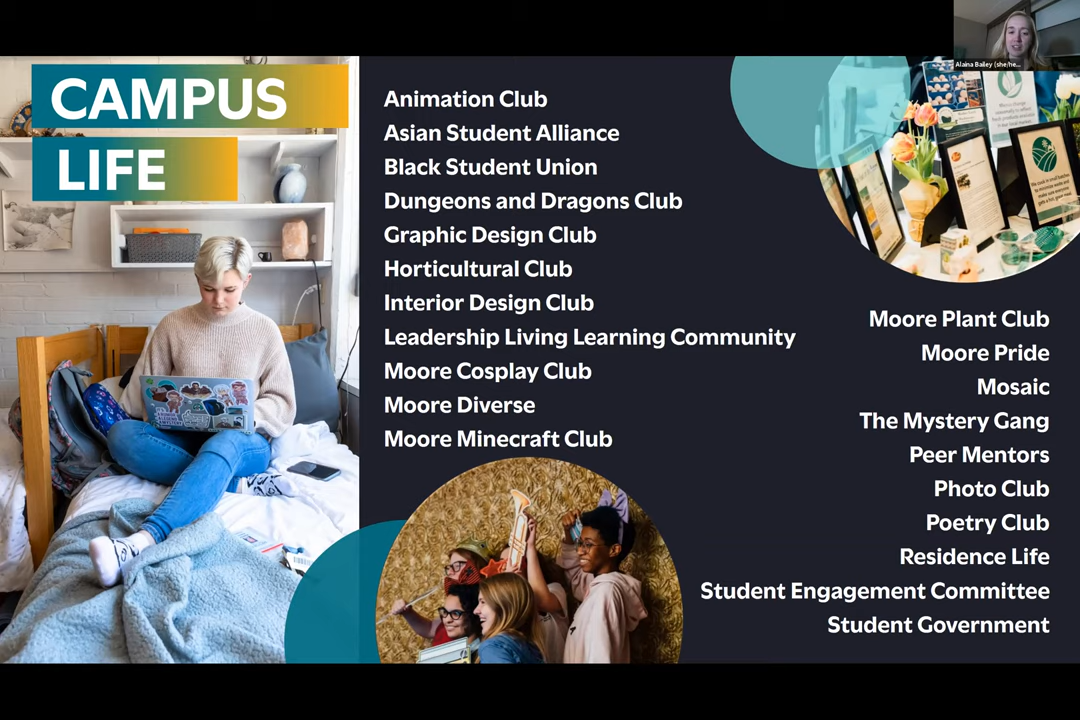 Alaina Bailey (she/he...
CAMPUS
LIFE
Animation Club
Asian Student Alliance
Black Student Union
Dungeons and Dragons Club
Graphic Design Club
Horticultural Club
Interior Design Club
Leadership Living Learning Community
Moore Cosplay Club
Moore Diverse
Moore Minecraft Club
Moore Plant Club
Moore Pride
Mosaic
The Mystery Gang
Peer Mentors
Photo Club
Poetry Club
Residence Life
Student Engagement Committee
Student Government